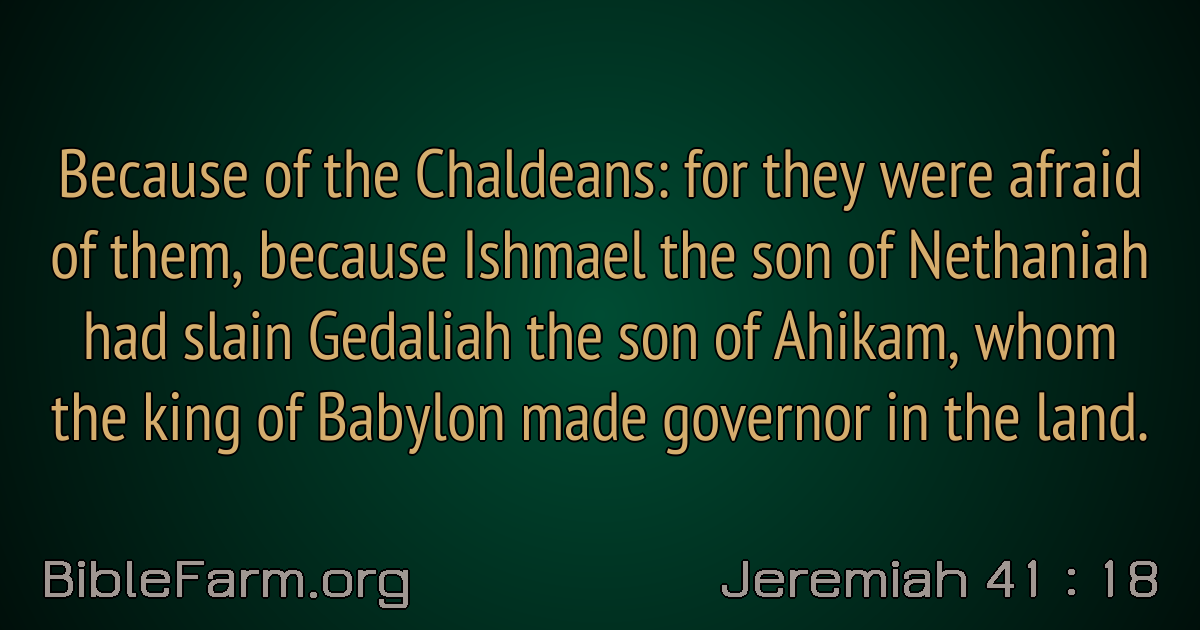 Because of the Chaldeans: for they were afraid
of them, because Ishmael the son of Nethaniah
had slain Gedaliah the son of Ahikam, whom
the king of Babylon made governor in the land.
BibleFarm.org
Jeremiah 41 : 18